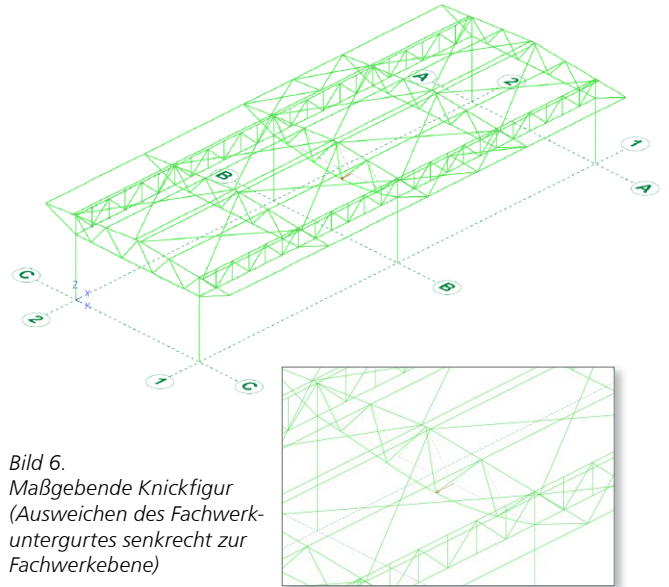 A
2
1
A
B
B
C
2
Z
X
Y
1
C
Bild 6.
Maßgebende Knickfigur
(Ausweichen des Fachwerk-
untergurtes senkrecht zur
Fachwerkebene)